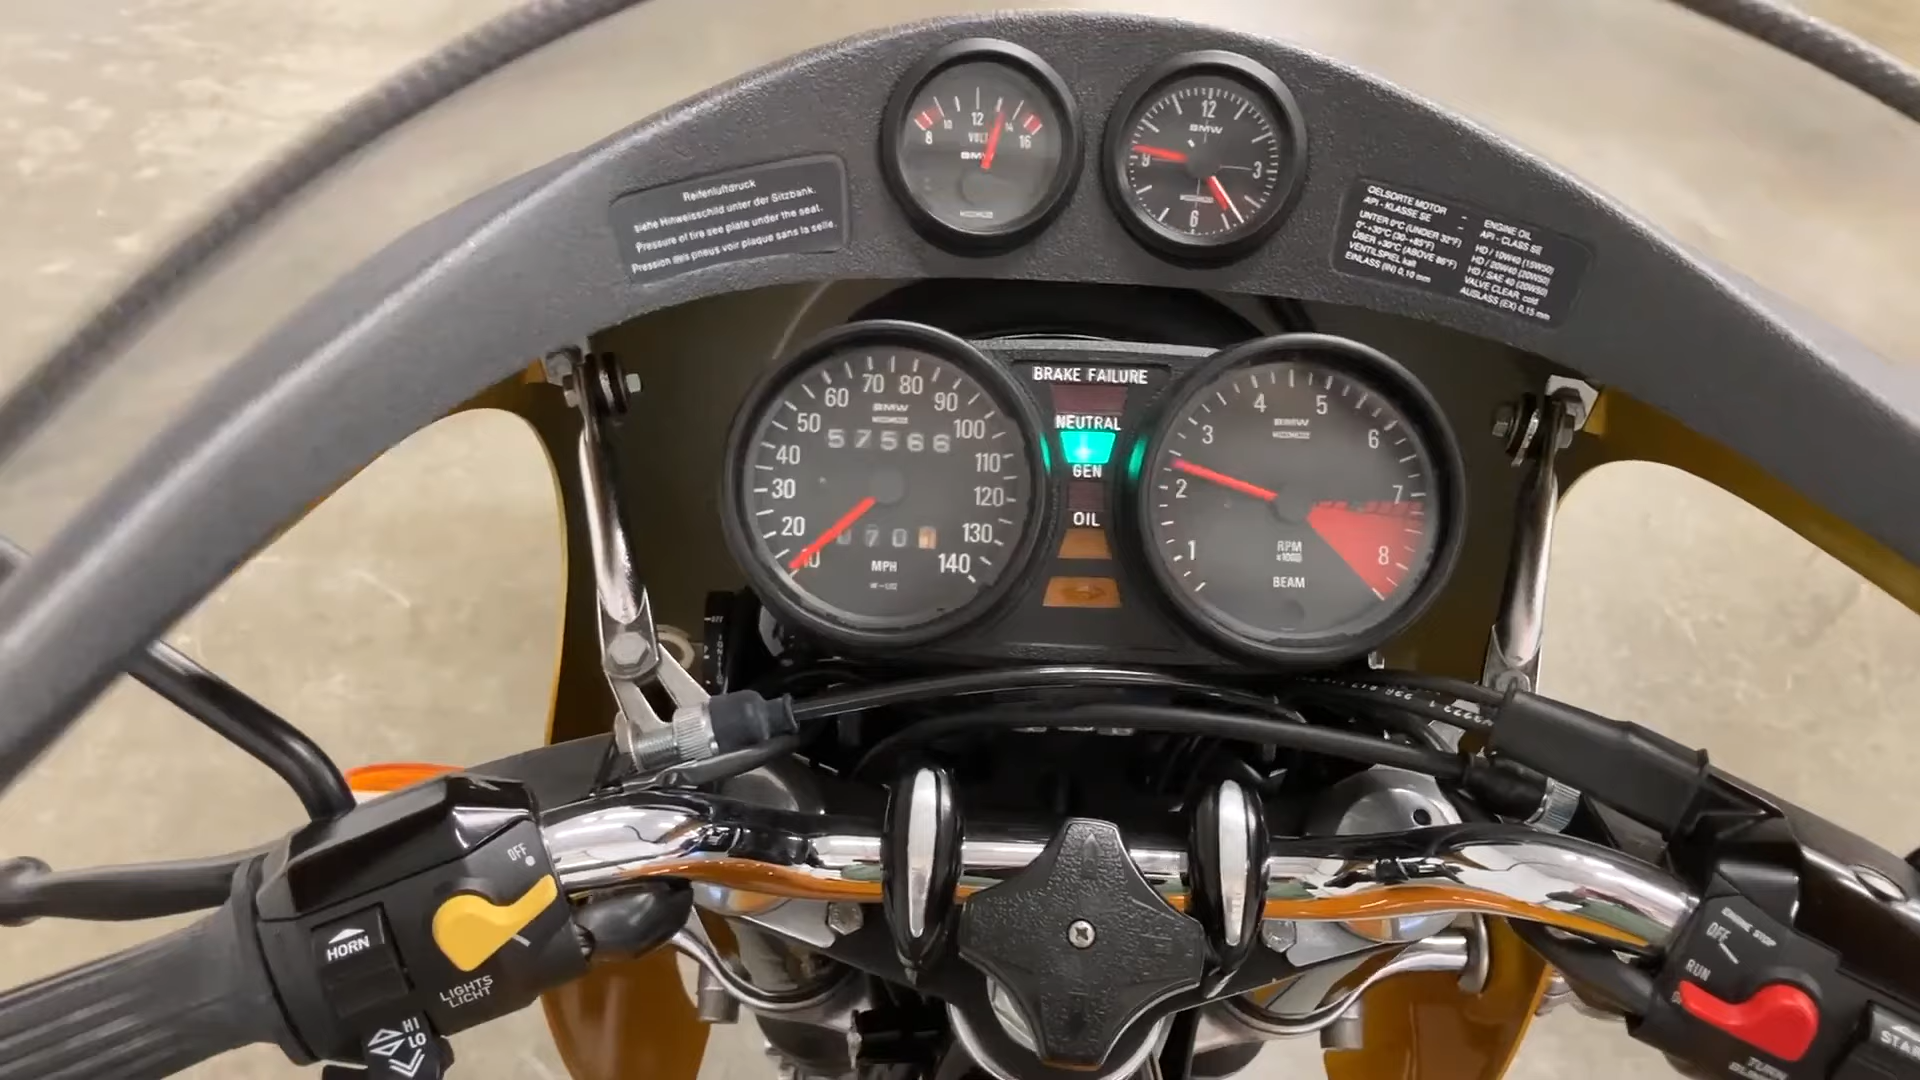 8 10 12 14 16
VOLT
BMW
12
BMW
9 3
6
Reifenluftdruck
siehe Hinweisschild unter der Sitzbank.
Pressure of tire see plate under the seat.
Pression des pneus voir plaque sans la selle.
OELSORTE MOTOR - ENGINE OIL
API - KLASSE SE - API - CLASS SE
UNTER 0°C (UNDER 32°F) HD / 10W40 (15W50)
0°-+30°C (30-+85°F) HD / 20W40 (20W50)
ÜBER +30°C (ABOVE 86°F) HD / SAE 40 (20W50)
VENTILSPIEL kalt VALVE CLEAR. cold
EINLASS (IN) 0,10 mm AUSLASS (EX) 0,15 mm
10 20 30 40 50 60 70 80 90 100 110 120 130 140
BMW
57566
701
MPH
BRAKE FAILURE
NEUTRAL
GEN
OIL
1 2 3 4 5 6 7 8
BMW
RPM
x1000
BEAM
OFF
HORN
LIGHTS
LICHT
HI
LO
ENGINE STOP
OFF
RUN
TURN